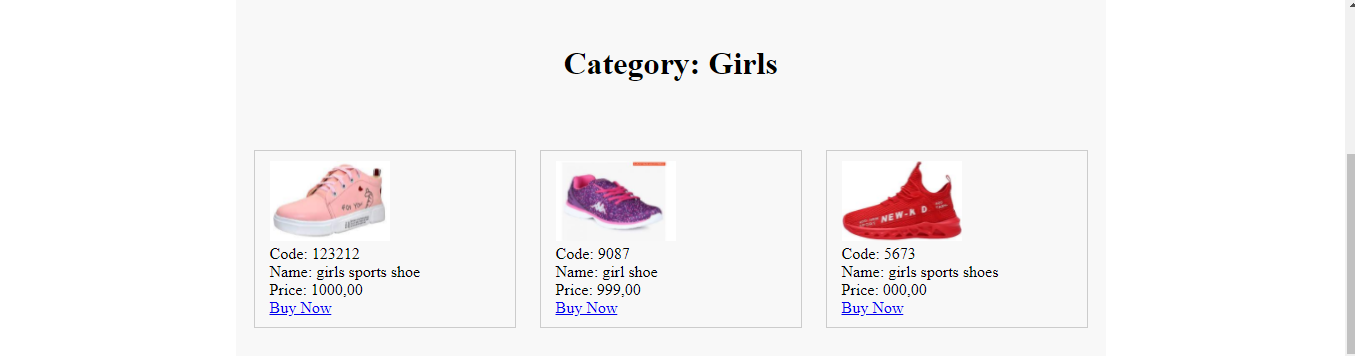 Category: Girls
Code: 123212
Name: girls sports shoe
Price: 1000,00
Buy Now
Code: 9087
Name: girl shoe
Price: 999,00
Buy Now
NEW-K D
Code: 5673
Name: girls sports shoes
Price: 000,00
Buy Now